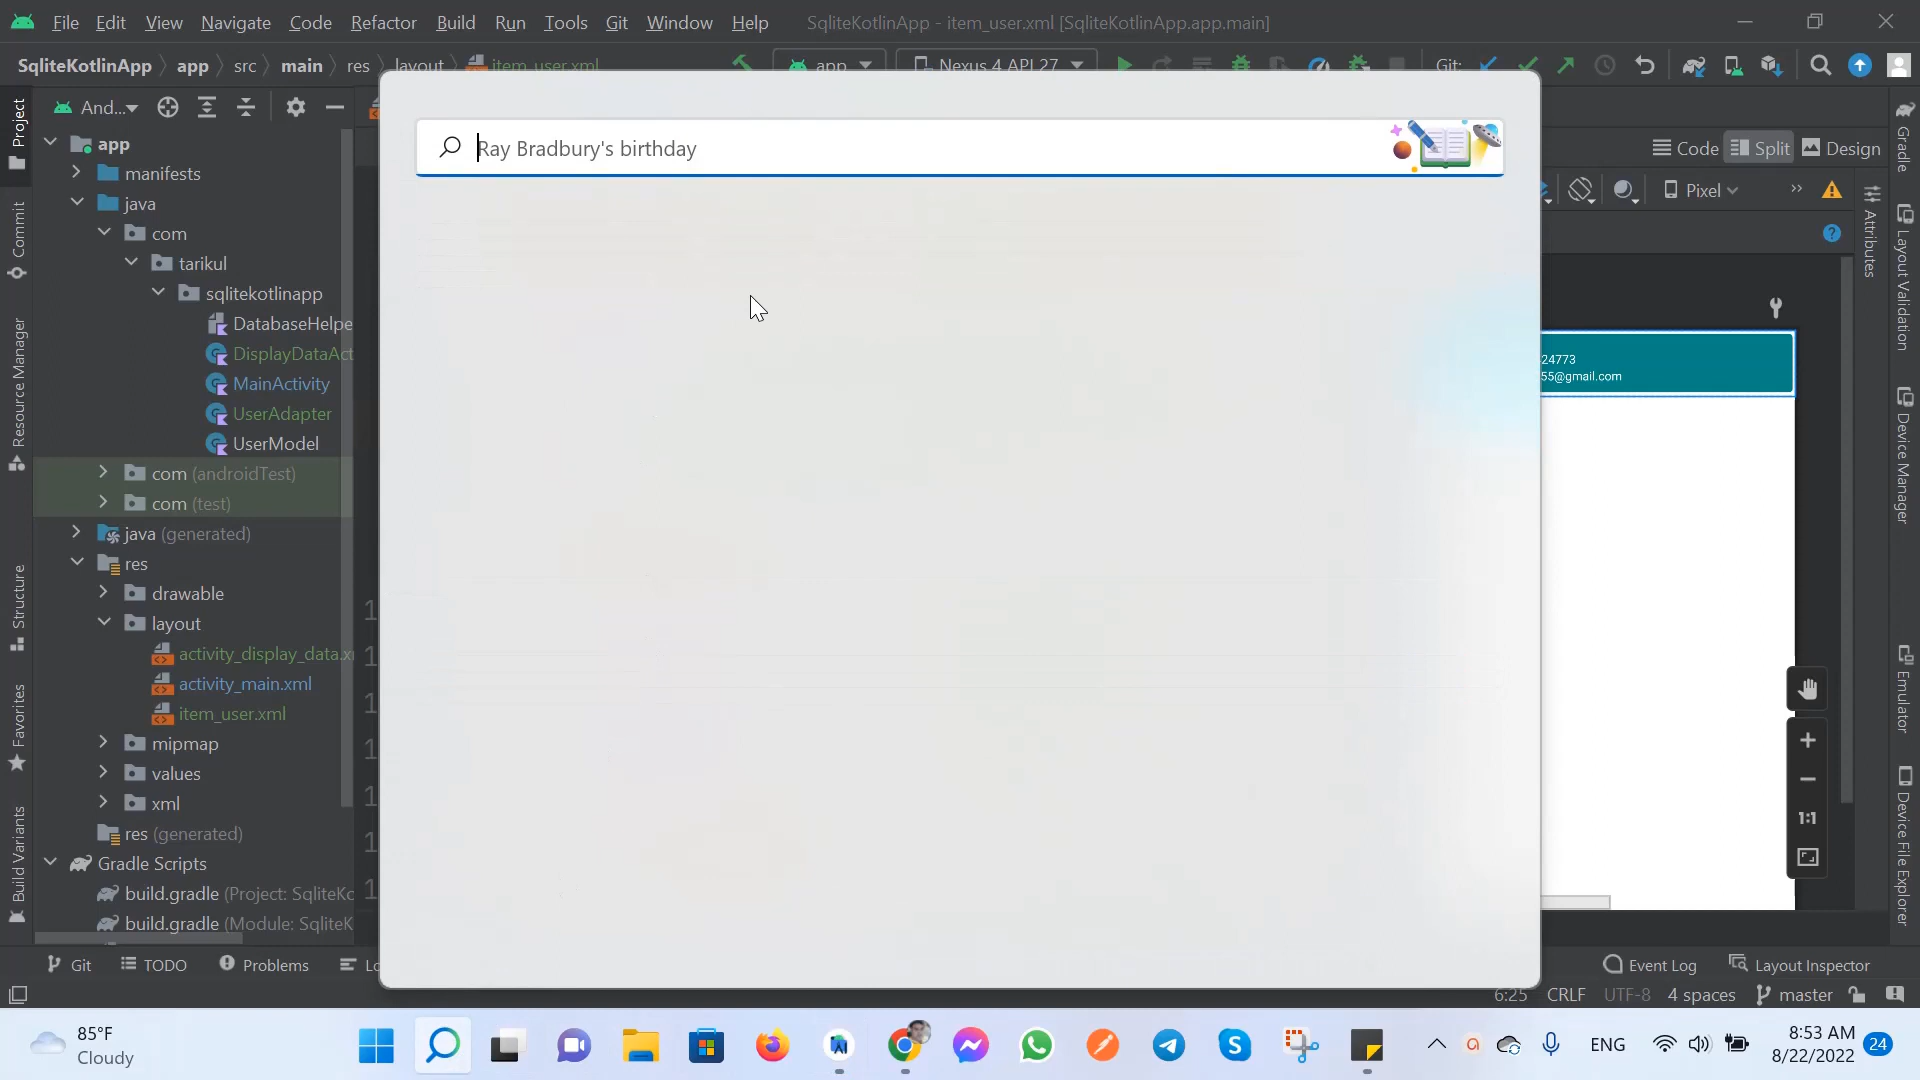 File Edit View Navigate Code Refactor Build Run Tools Git Window Help SqliteKotlinApp - item_user.xml [SqliteKotlinApp.app.main]
SqliteKotlinApp app src main res layout item_user.xml app Nexus 4 API 27 Git:
And...
Ray Bradbury's birthday
app
manifests
java
com
tarikul
sqlitekotlinapp
DatabaseHelpe
DisplayDataAct
MainActivity
UserAdapter
UserModel
com (androidTest)
com (test)
java (generated)
res
drawable
layout
activity_display_data.x
activity_main.xml
item_user.xml
mipmap
values
xml
res (generated)
Gradle Scripts
build.gradle (Project: SqliteKo
build.gradle (Module: SqliteK
Project
Commit
Resource Manager
Structure
Favorites
Build Variants
Code Split Design
Pixel
24773
55@gmail.com
1:1
Gradle
Attributes
Layout Validation
Device Manager
Emulator
Device File Explorer
Git TODO Problems Lo Event Log Layout Inspector
6:25 CRLF UTF-8 4 spaces master
85°F
Cloudy
ENG
8:53 AM
8/22/2022
24